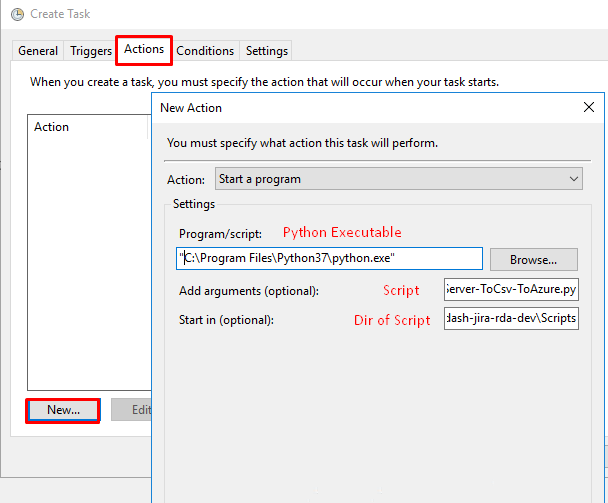 Create Task
General Triggers Actions Conditions Settings
When you create a task, you must specify the action that will occur when your task starts.
Action
New Action
You must specify what action this task will perform.
Action: Start a program
Settings
Program/script: Python Executable
"C:\Program Files\Python37\python.exe" Browse...
Add arguments (optional): Script Server-ToCsv-ToAzure.py
Start in (optional): Dir of Script dash-jira-rda-dev\Scripts
New... Edit